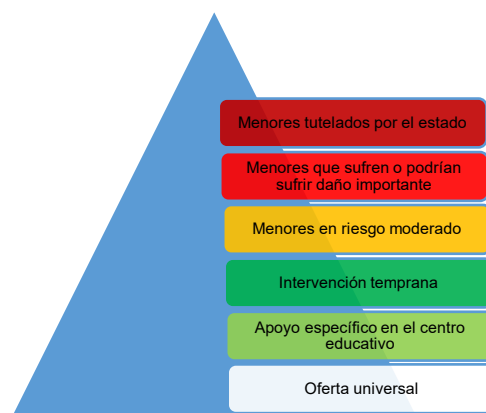 Menores tutelados por el estado
Menores que sufren o podrían
sufrir daño importante
Menores en riesgo moderado
Intervención temprana
Apoyo específico en el centro
educativo
Oferta universal